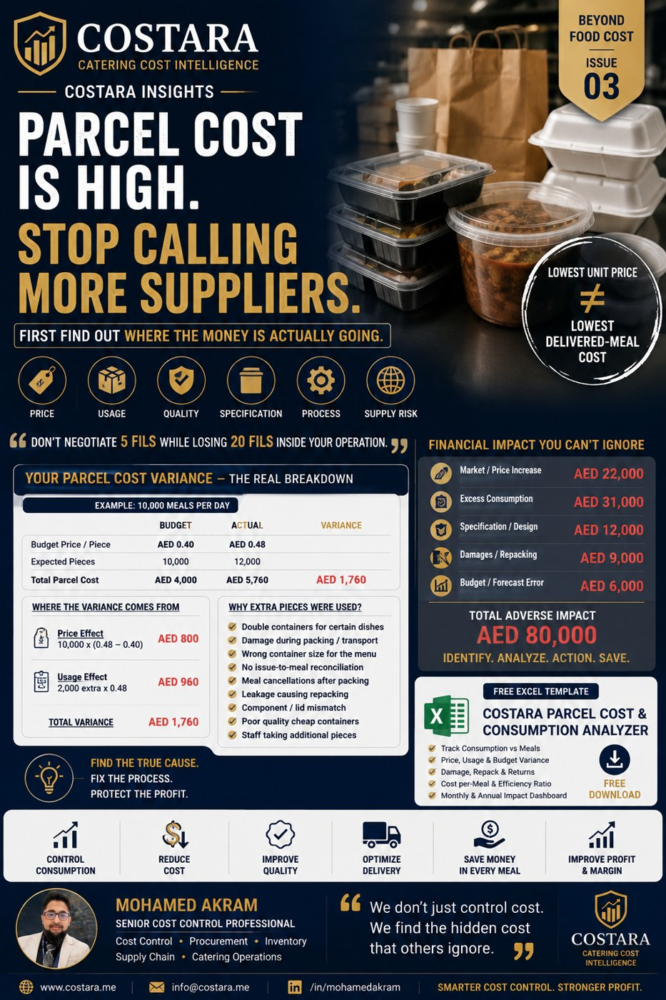 COSTARA
CATERING COST INTELLIGENCE
COSTARA INSIGHTS
PARCEL COST
IS HIGH.
STOP CALLING
MORE SUPPLIERS.
FIRST FIND OUT WHERE THE MONEY IS ACTUALLY GOING.
BEYOND
FOOD COST
ISSUE
03
LOWEST UNIT PRICE
≠
LOWEST
DELIVERED-MEAL
COST
PRICE
USAGE
QUALITY
SPECIFICATION
PROCESS
SUPPLY RISK
“ DON'T NEGOTIATE 5 FILS WHILE LOSING 20 FILS INSIDE YOUR OPERATION. ”
YOUR PARCEL COST VARIANCE – THE REAL BREAKDOWN
EXAMPLE: 10,000 MEALS PER DAY
BUDGET ACTUAL VARIANCE
Budget Price / Piece AED 0.40 AED 0.48
Expected Pieces 10,000 12,000
Total Parcel Cost AED 4,000 AED 5,760 AED 1,760
WHERE THE VARIANCE COMES FROM
Price Effect
10,000 x (0.48 – 0.40)
AED 800
Usage Effect
2,000 extra x 0.48
AED 960
TOTAL VARIANCE AED 1,760
WHY EXTRA PIECES WERE USED?
Double containers for certain dishes
Damage during packing / transport
Wrong container size for the menu
No issue-to-meal reconciliation
Meal cancellations after packing
Leakage causing repacking
Component / lid mismatch
Poor quality cheap containers
Staff taking additional pieces
FIND THE TRUE CAUSE.
FIX THE PROCESS.
PROTECT THE PROFIT.
FINANCIAL IMPACT YOU CAN'T IGNORE
Market / Price Increase AED 22,000
Excess Consumption AED 31,000
Specification / Design AED 12,000
Damages / Repacking AED 9,000
Budget / Forecast Error AED 6,000
TOTAL ADVERSE IMPACT
AED 80,000
IDENTIFY. ANALYZE. ACTION. SAVE.
FREE EXCEL TEMPLATE
X
COSTARA PARCEL COST &
CONSUMPTION ANALYZER
Track Consumption vs Meals
Price, Usage & Budget Variance
Damage, Repack & Returns
Cost per-Meal & Efficiency Ratio
Monthly & Annual Impact Dashboard
FREE
DOWNLOAD
CONTROL
CONSUMPTION
REDUCE
COST
IMPROVE
QUALITY
OPTIMIZE
DELIVERY
SAVE MONEY
IN EVERY MEAL
IMPROVE PROFIT
& MARGIN
MOHAMED AKRAM
SENIOR COST CONTROL PROFESSIONAL
Cost Control • Procurement • Inventory
Supply Chain • Catering Operations
“ We don't just control cost.
We find the hidden cost
that others ignore. ”
COSTARA
CATERING COST
INTELLIGENCE
www.costara.me
info@costara.me
in /in/mohamedakram
SMARTER COST CONTROL. STRONGER PROFIT.